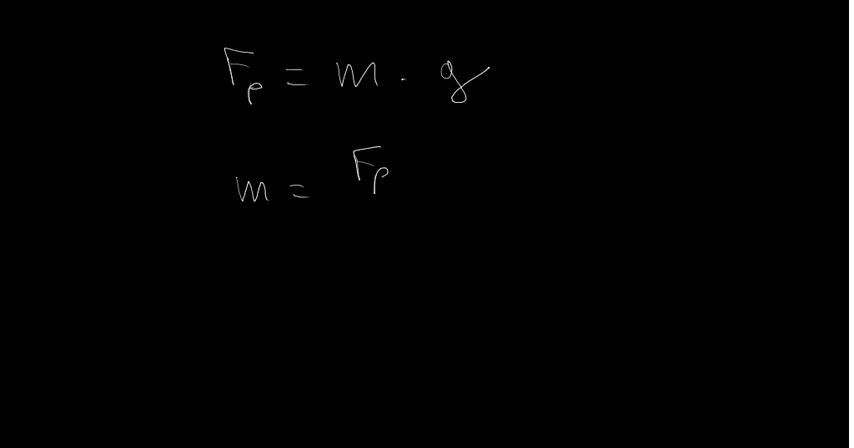 Fp = m · g
m = Fp